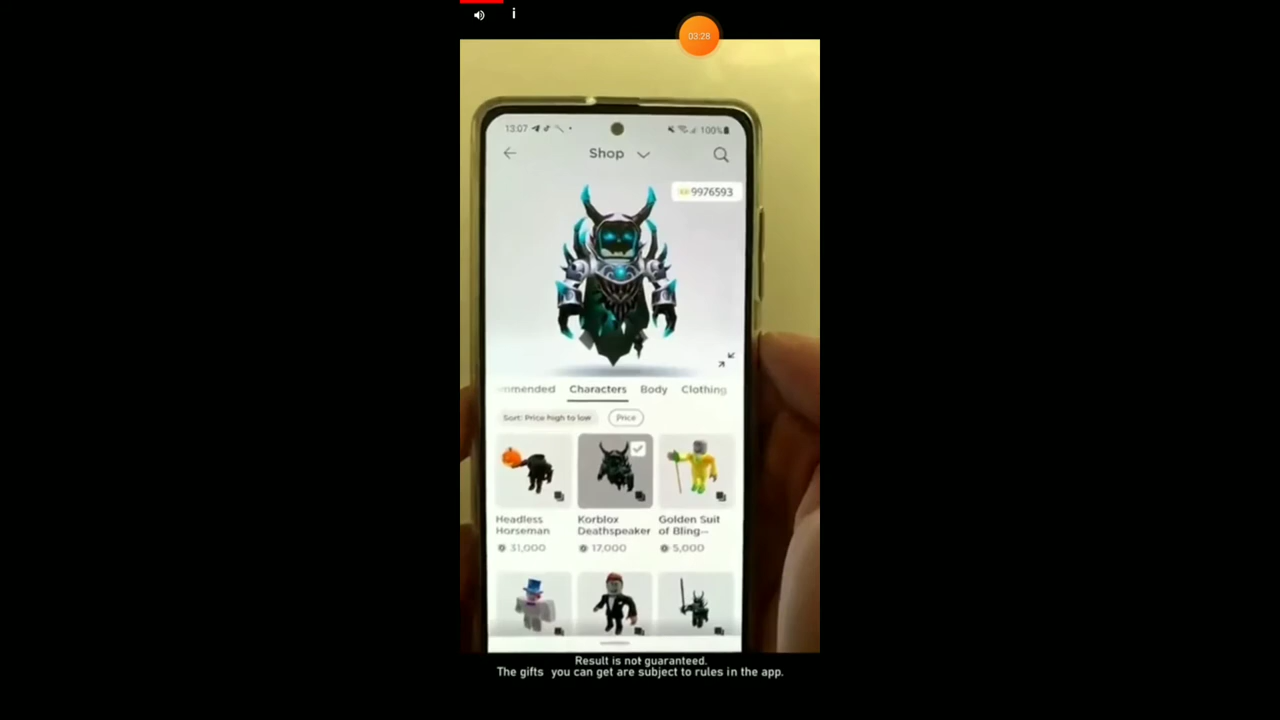 i
03:28
13:07
100%
Shop
9976593
mmended Characters Body Clothing
Sort: Price high to low Price
Headless Horseman
Korblox Deathspeaker
Golden Suit of Bling--
31,000
17,000
5,000
Result is not guaranteed.
The gifts you can get are subject to rules in the app.